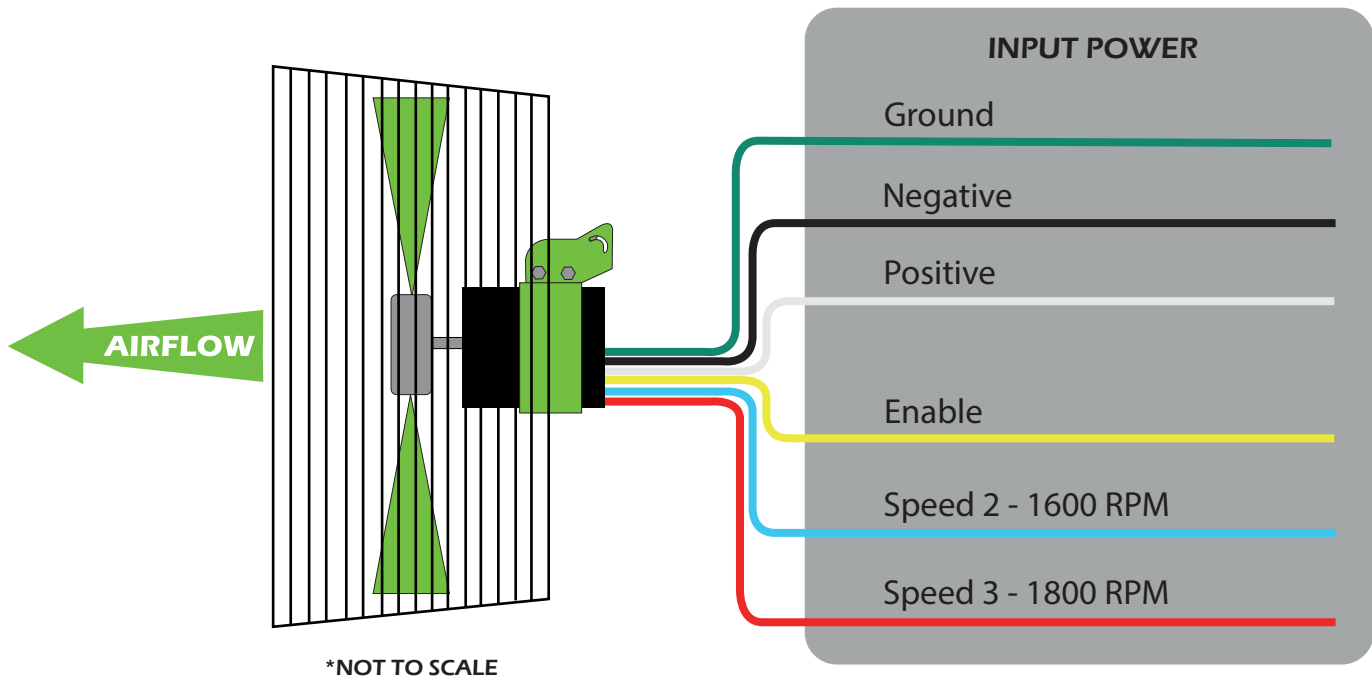 INPUT POWER
Ground
Negative
Positive
AIRFLOW
Enable
Speed 2 - 1600 RPM
Speed 3 - 1800 RPM
*NOT TO SCALE